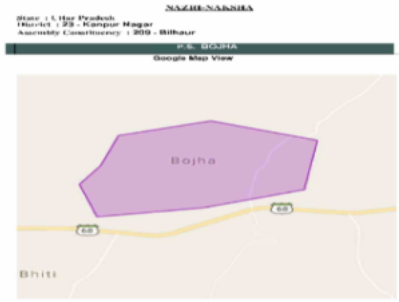 NAZRI-NAKSHA
State : Uttar Pradesh
District : 23 - Kanpur Nagar
Assembly Constituency : 209 - Bilhaur
P.S. BOJHA
Google Map View
Bojha
68
68
Bhiti